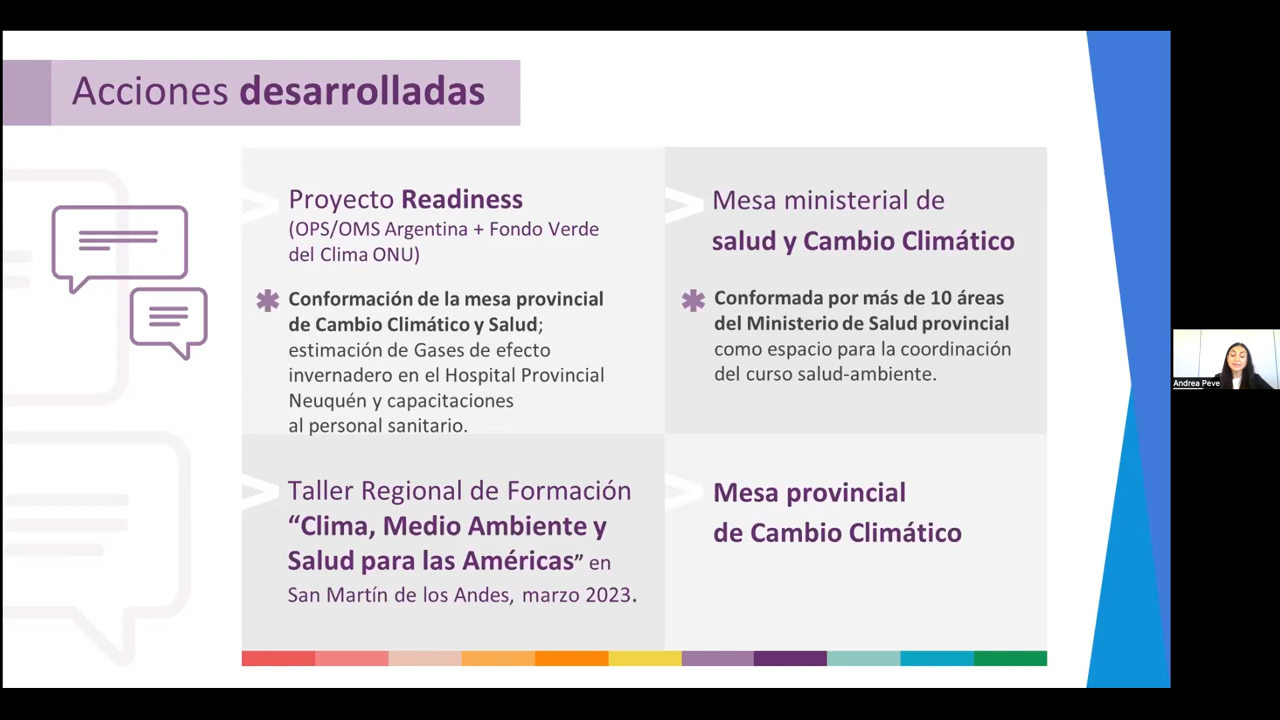 Acciones desarrolladas
Proyecto Readiness
(OPS/OMS Argentina + Fondo Verde
del Clima ONU)
Conformación de la mesa provincial
de Cambio Climático y Salud;
estimación de Gases de efecto
invernadero en el Hospital Provincial
Neuquén y capacitaciones
al personal sanitario.
Mesa ministerial de
salud y Cambio Climático
Conformada por más de 10 áreas
del Ministerio de Salud provincial
como espacio para la coordinación
del curso salud-ambiente.
Taller Regional de Formación
“Clima, Medio Ambiente y
Salud para las Américas” en
San Martín de los Andes, marzo 2023.
Mesa provincial
de Cambio Climático
Andrea Peve